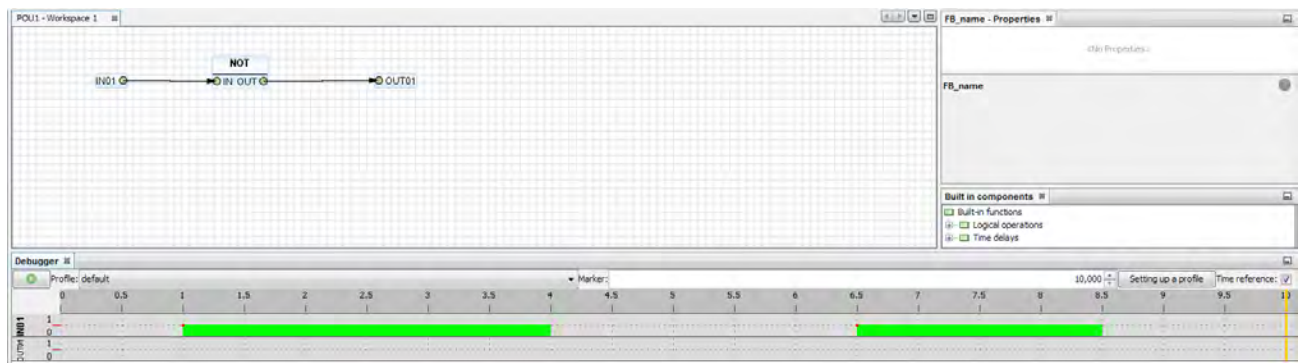 POU1 - Workspace 1
FB_name - Properties
<No Properties>
NOT
IN01 IN OUT OUT01
FB_name
Built in components
Built-in functions
Logical operations
Time delays
Debugger
Profile: default Marker: 10,000 Setting up a profile Time reference:
0 0.5 1 1.5 2 2.5 3 3.5 4 4.5 5 5.5 6 6.5 7 7.5 8 8.5 9 9.5 10
IN01 1
0
OUT01 1
0